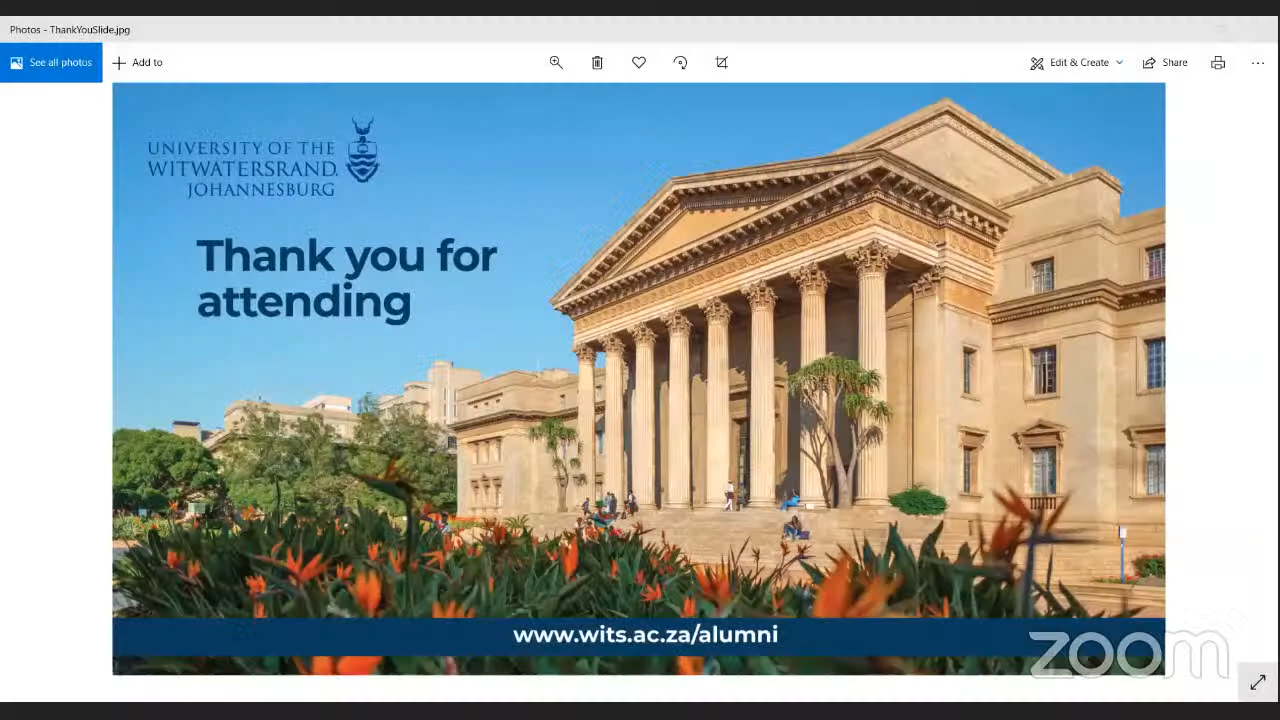 Photos - ThankYouSlide.jpg
See all photos
Add to
Edit & Create
Share
UNIVERSITY OF THE
WITWATERSRAND,
JOHANNESBURG
Thank you for
attending
www.wits.ac.za/alumni
zoom